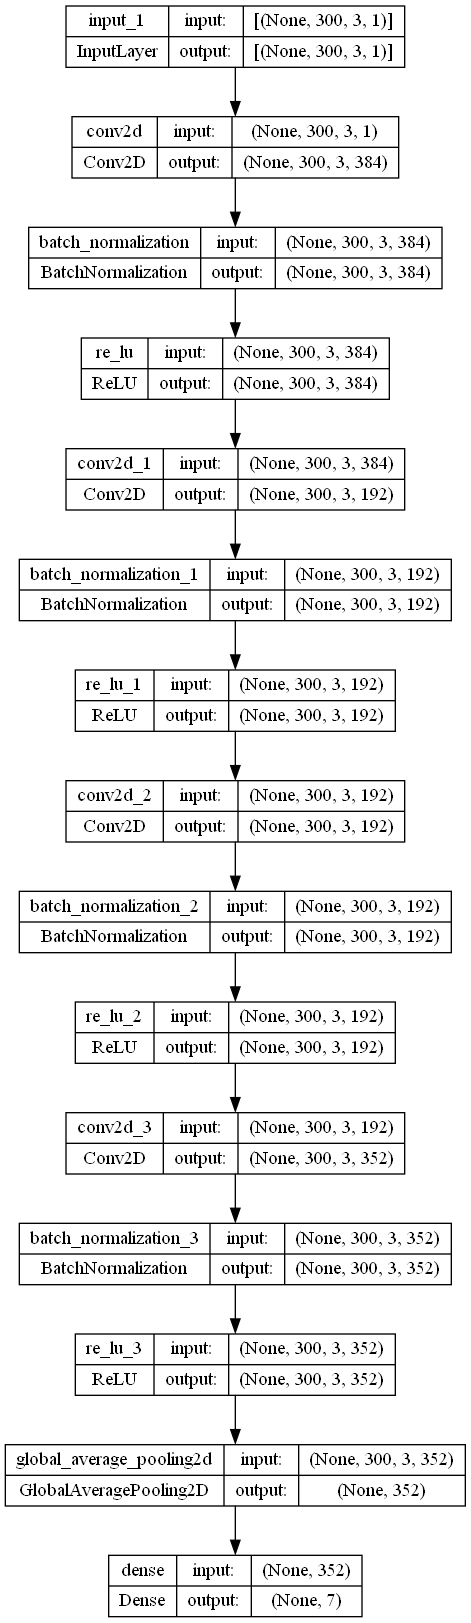 input_1 input: [(None, 300, 3, 1)]
InputLayer output: [(None, 300, 3, 1)]
conv2d input: (None, 300, 3, 1)
Conv2D output: (None, 300, 3, 384)
batch_normalization input: (None, 300, 3, 384)
BatchNormalization output: (None, 300, 3, 384)
re_lu input: (None, 300, 3, 384)
ReLU output: (None, 300, 3, 384)
conv2d_1 input: (None, 300, 3, 384)
Conv2D output: (None, 300, 3, 192)
batch_normalization_1 input: (None, 300, 3, 192)
BatchNormalization output: (None, 300, 3, 192)
re_lu_1 input: (None, 300, 3, 192)
ReLU output: (None, 300, 3, 192)
conv2d_2 input: (None, 300, 3, 192)
Conv2D output: (None, 300, 3, 192)
batch_normalization_2 input: (None, 300, 3, 192)
BatchNormalization output: (None, 300, 3, 192)
re_lu_2 input: (None, 300, 3, 192)
ReLU output: (None, 300, 3, 192)
conv2d_3 input: (None, 300, 3, 192)
Conv2D output: (None, 300, 3, 352)
batch_normalization_3 input: (None, 300, 3, 352)
BatchNormalization output: (None, 300, 3, 352)
re_lu_3 input: (None, 300, 3, 352)
ReLU output: (None, 300, 3, 352)
global_average_pooling2d input: (None, 300, 3, 352)
GlobalAveragePooling2D output: (None, 352)
dense input: (None, 352)
Dense output: (None, 7)